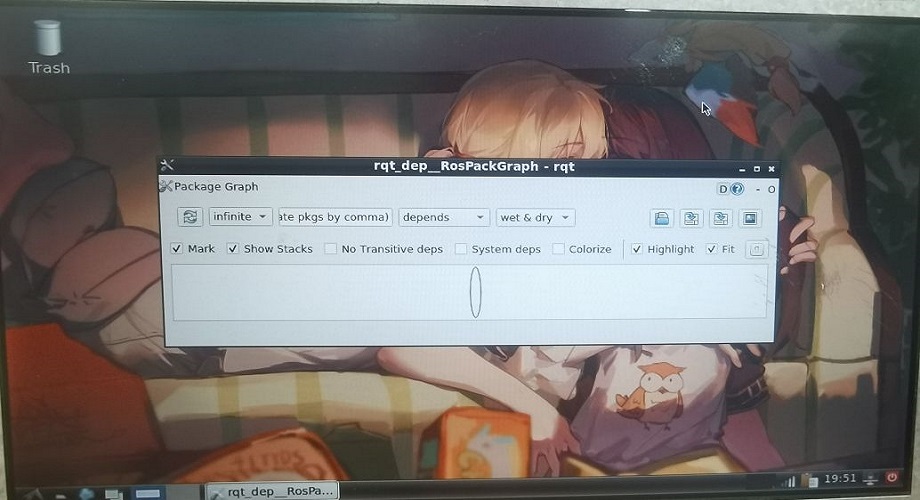 Trash
rqt_dep__RosPackGraph - rqt
Package Graph
D ? - O
infinite
ate pkgs by comma)
depends
wet & dry
Mark
Show Stacks
No Transitive deps
System deps
Colorize
Highlight
Fit
rqt_dep__RosPa...
19:51